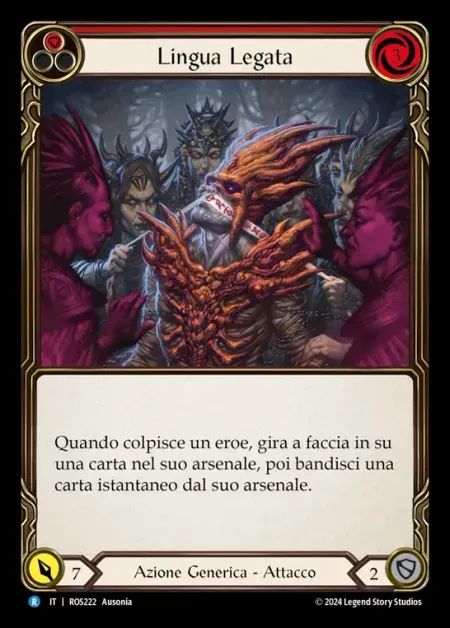 Lingua Legata
3
Quando colpisce un eroe, gira a faccia in su
una carta nel suo arsenale, poi bandisci una
carta istantaneo dal suo arsenale.
7
Azione Generica - Attacco
2
R IT | ROS222 Ausonia
© 2024 Legend Story Studios